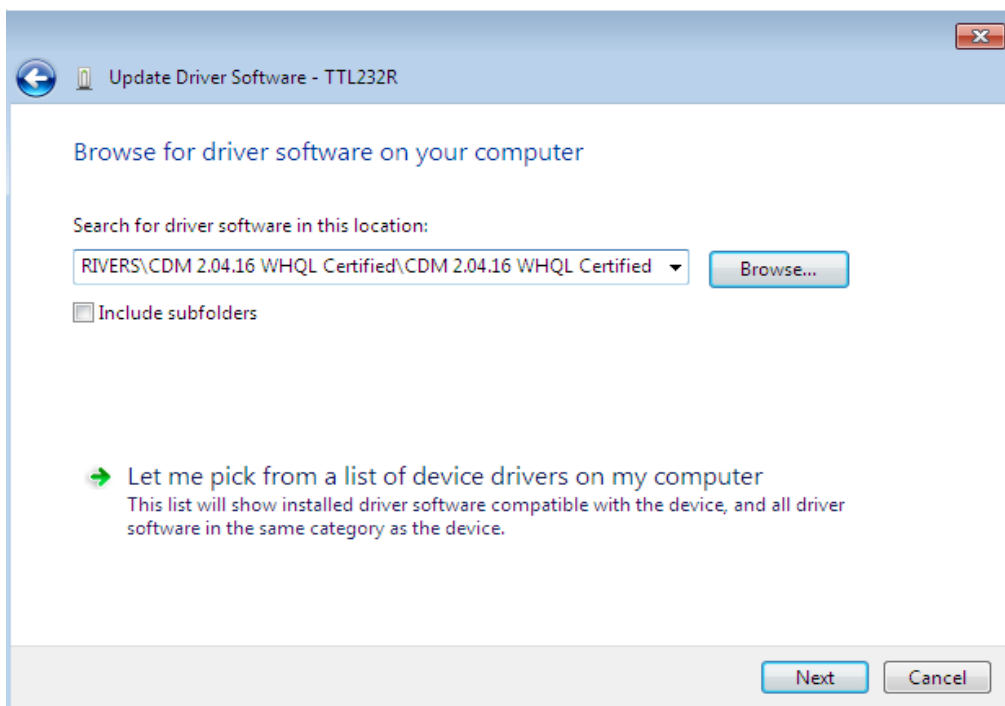 Update Driver Software - TTL232R
Browse for driver software on your computer
Search for driver software in this location:
RIVERS\CDM 2.04.16 WHQL Certified\CDM 2.04.16 WHQL Certified
Browse...
Include subfolders
Let me pick from a list of device drivers on my computer
This list will show installed driver software compatible with the device, and all driver
software in the same category as the device.
Next
Cancel